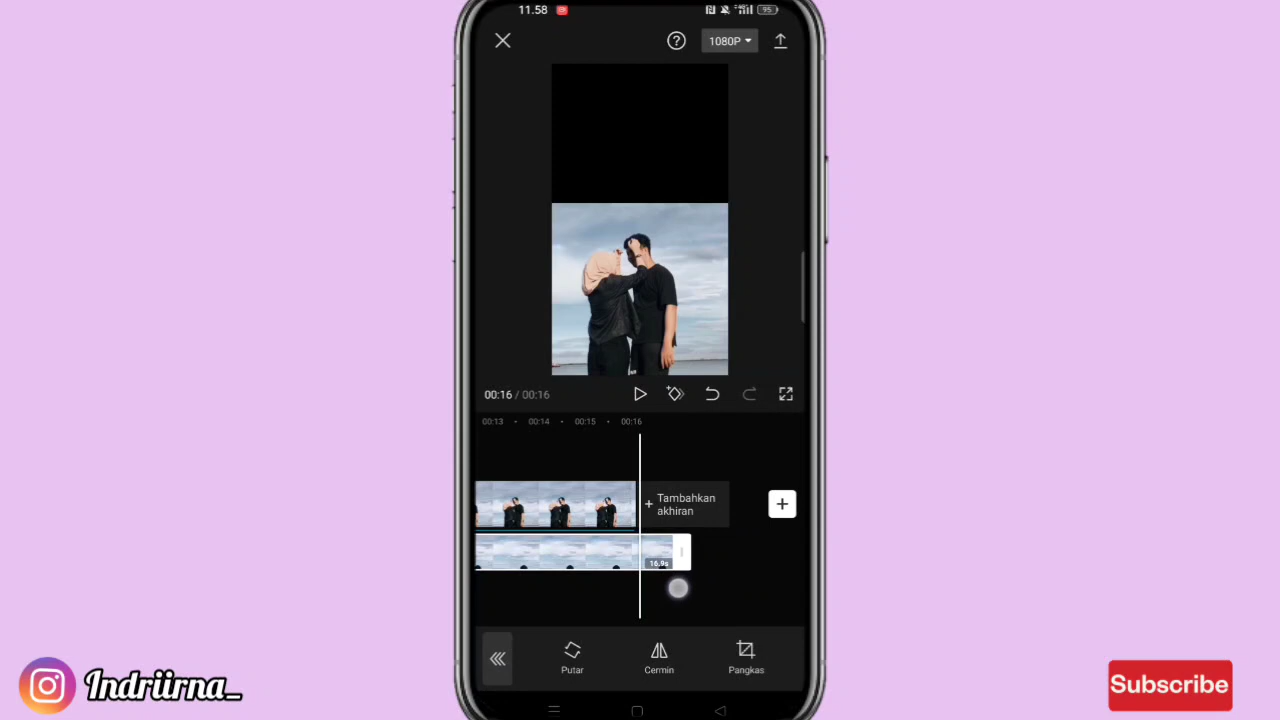 11.58
95
1080P
00:16 / 00:16
00:13 • 00:14 • 00:15 • 00:16
+ Tambahkan
akhiran
+
16,9s
Putar Cermin Pangkas
Indriirna_
Subscribe